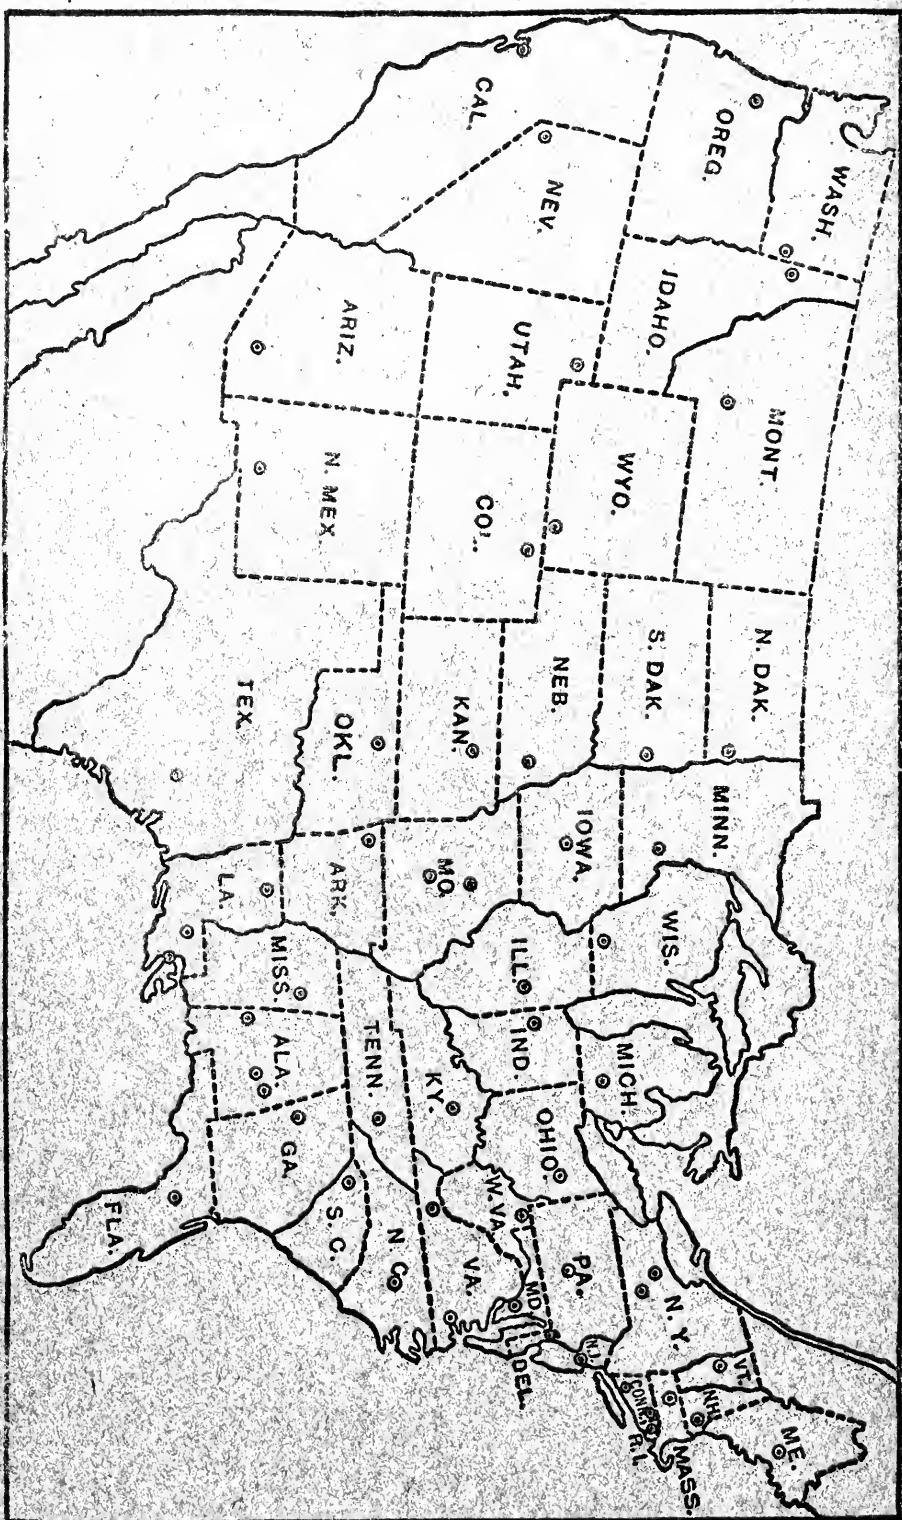 WASH.
OREG.
CAL.
NEV.
IDAHO.
MONT.
WYO.
UTAH.
ARIZ.
N. MEX.
COL.
N. DAK.
S. DAK.
NEB.
KAN.
OKL.
TEX.
MINN.
IOWA.
MO.
ARK.
LA.
WIS.
ILL.
MISS.
MICH.
IND.
OHIO.
KY.
TENN.
ALA.
GA.
FLA.
S. C.
N. C.
VA.
W. VA.
MD.
DEL.
PA.
N.J.
N. Y.
CONN.
R. I.
MASS.
VT.
N.H.
ME.